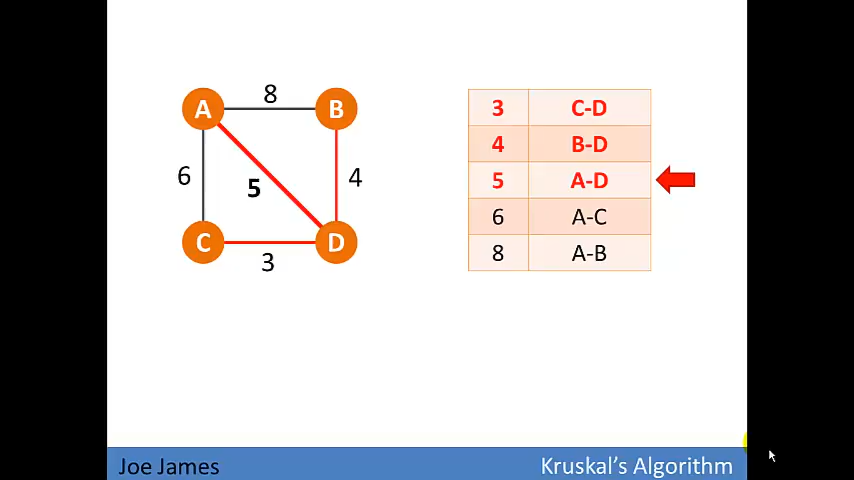 8
A B
6 5 4
C D
3
3 C-D
4 B-D
5 A-D
6 A-C
8 A-B
Joe James
Kruskal's Algorithm